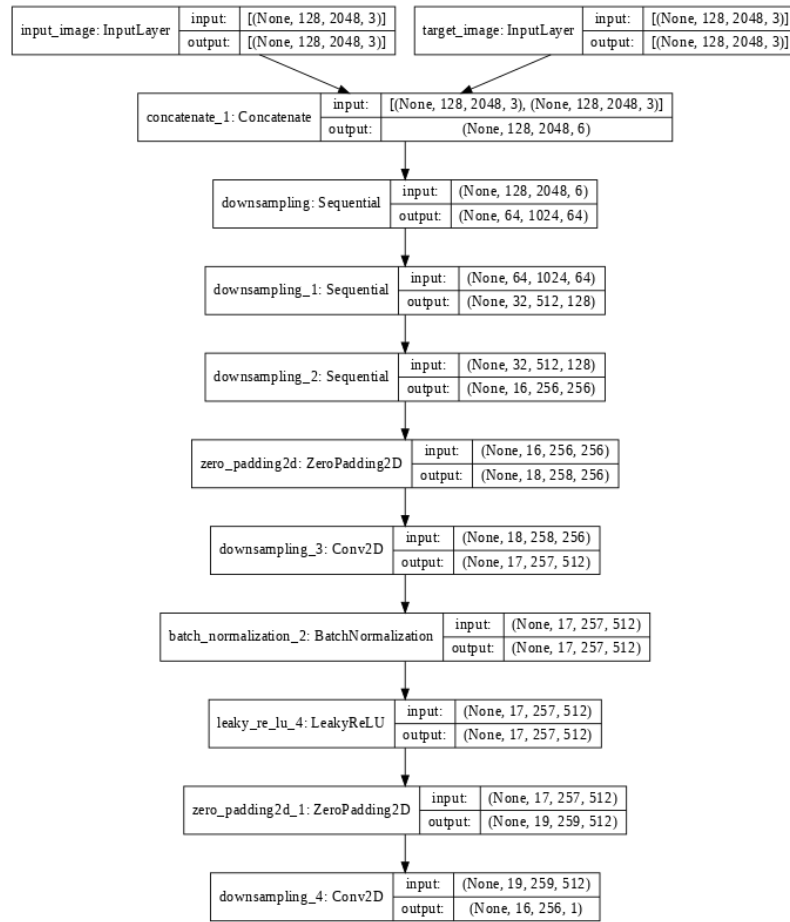 input_image: InputLayer
input: [(None, 128, 2048, 3)]
output: [(None, 128, 2048, 3)]
target_image: InputLayer
input: [(None, 128, 2048, 3)]
output: [(None, 128, 2048, 3)]
concatenate_1: Concatenate
input: [(None, 128, 2048, 3), (None, 128, 2048, 3)]
output: (None, 128, 2048, 6)
downsampling: Sequential
input: (None, 128, 2048, 6)
output: (None, 64, 1024, 64)
downsampling_1: Sequential
input: (None, 64, 1024, 64)
output: (None, 32, 512, 128)
downsampling_2: Sequential
input: (None, 32, 512, 128)
output: (None, 16, 256, 256)
zero_padding2d: ZeroPadding2D
input: (None, 16, 256, 256)
output: (None, 18, 258, 256)
downsampling_3: Conv2D
input: (None, 18, 258, 256)
output: (None, 17, 257, 512)
batch_normalization_2: BatchNormalization
input: (None, 17, 257, 512)
output: (None, 17, 257, 512)
leaky_re_lu_4: LeakyReLU
input: (None, 17, 257, 512)
output: (None, 17, 257, 512)
zero_padding2d_1: ZeroPadding2D
input: (None, 17, 257, 512)
output: (None, 19, 259, 512)
downsampling_4: Conv2D
input: (None, 19, 259, 512)
output: (None, 16, 256, 1)